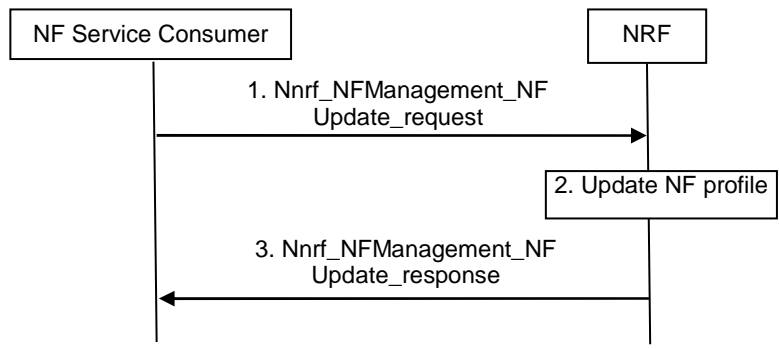 NF Service Consumer
NRF
1. Nnrf_NFManagement_NF
Update_request
2. Update NF profile
3. Nnrf_NFManagement_NF
Update_response